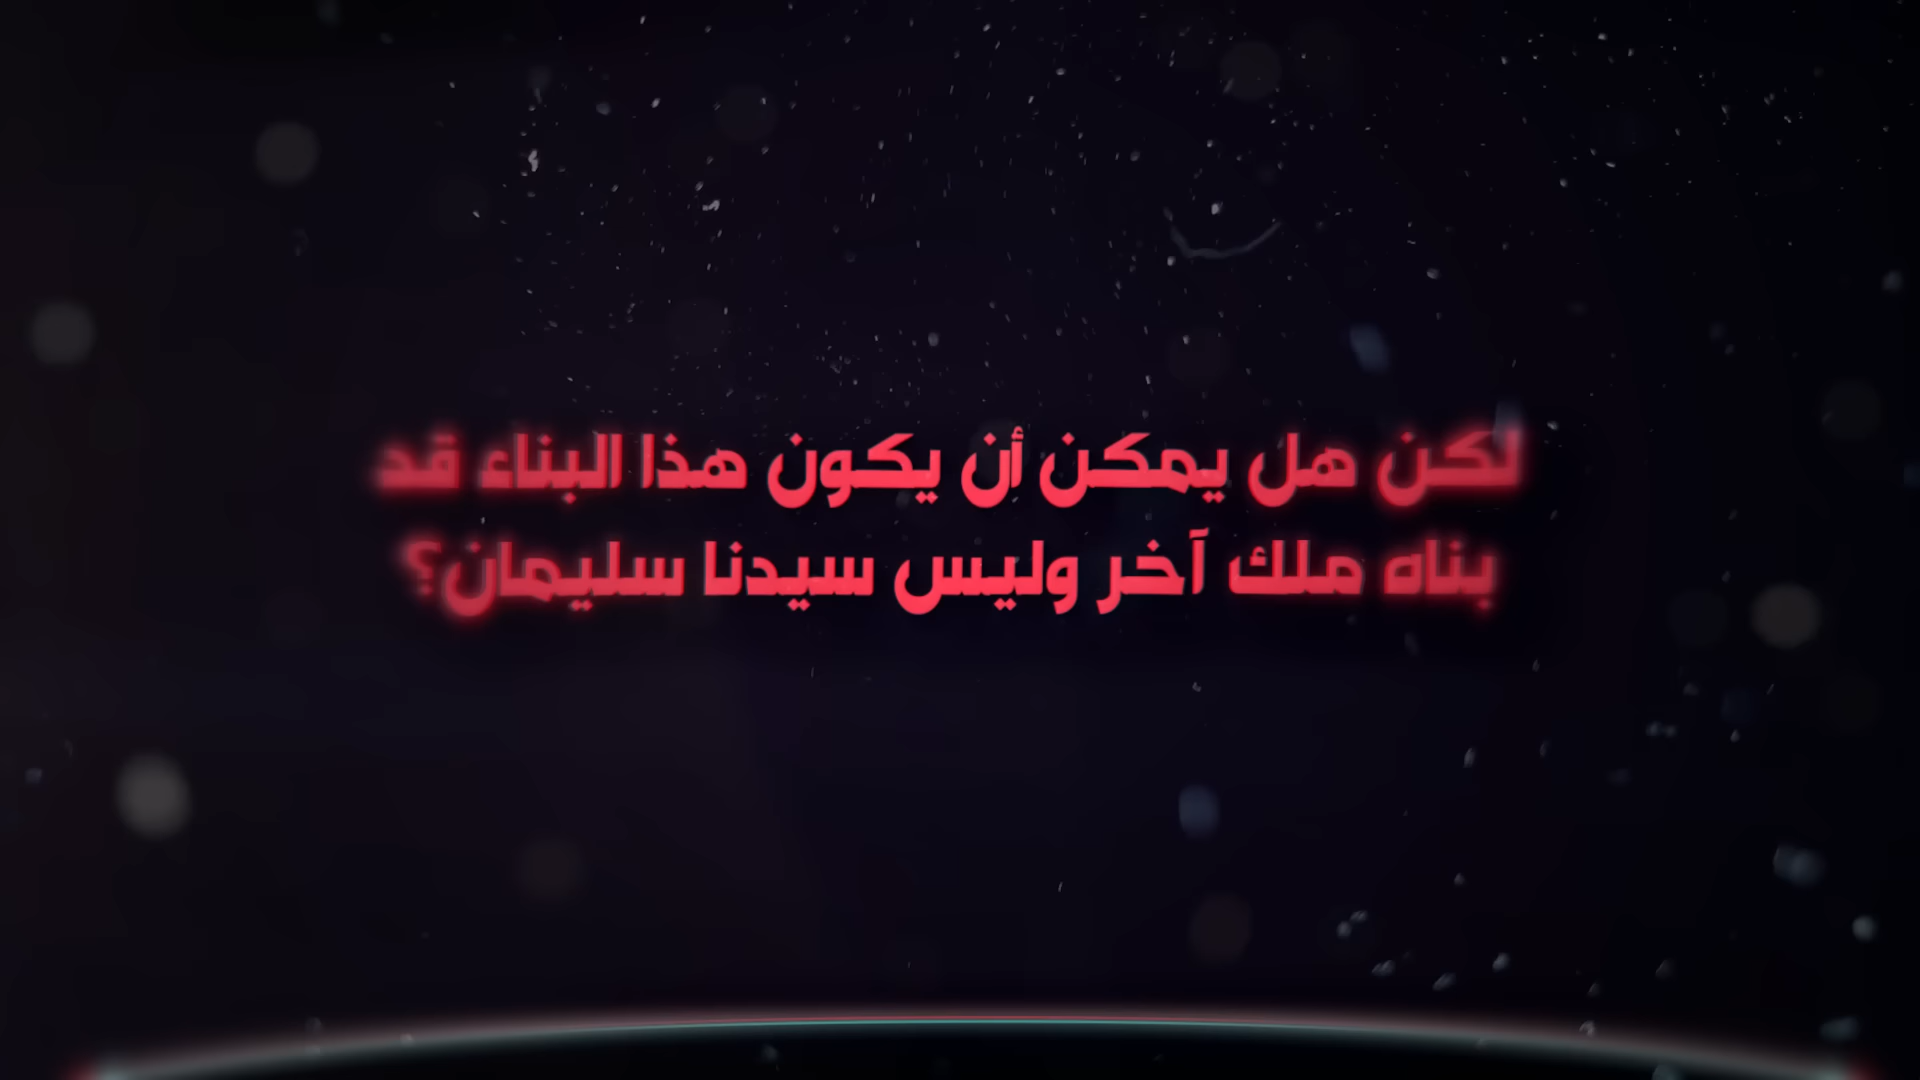 لكن هل يمكن أن يكون هذا البناء قد
بناه ملك آخر وليس سيدنا سليمان؟